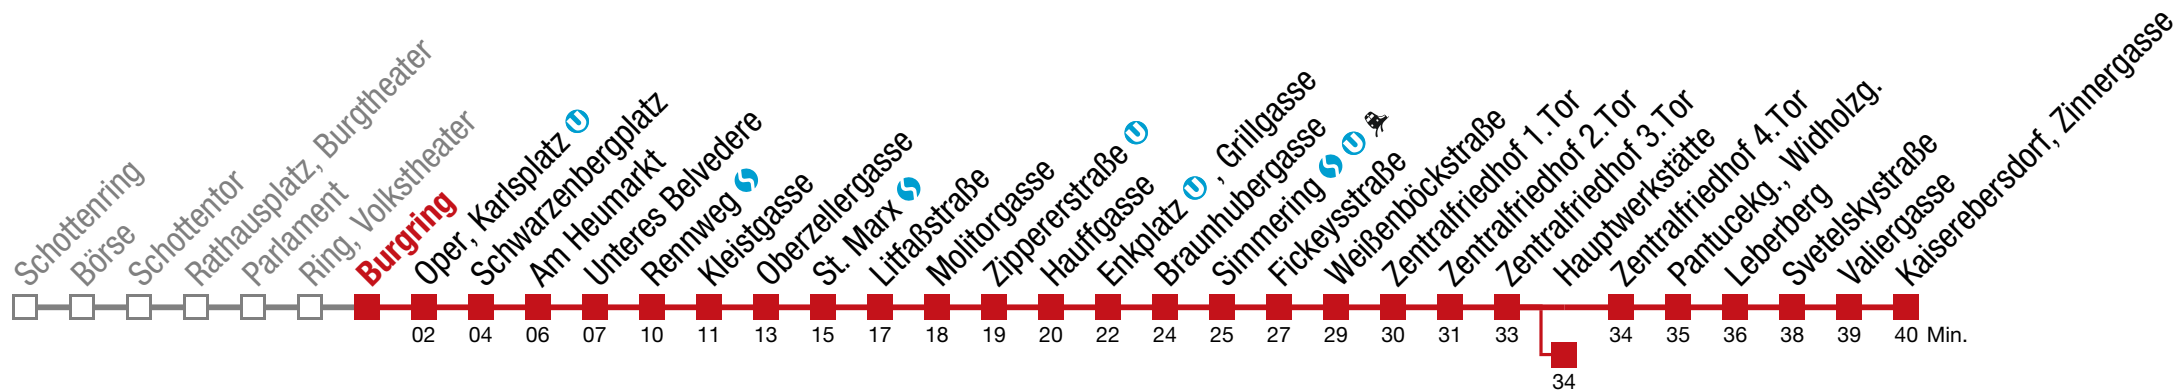 Schottenring
Börse
Schottentor
Rathausplatz, Burgtheater
Parlament
Ring, Volkstheater
Burgring
Oper, Karlsplatz U
Schwarzenbergplatz
Am Heumarkt
Unteres Belvedere
Rennweg S
Kleistgasse
Oberzellergasse
St. Marx S
Litfaßstraße
Molitorgasse
Zippererstraße U
Hauffgasse
Enkplatz U , Grillgasse
Braunhubergasse
Simmering S U
Fickeysstraße
Weißenböckstraße
Zentralfriedhof 1.Tor
Zentralfriedhof 2.Tor
Zentralfriedhof 3.Tor
Hauptwerkstätte
Zentralfriedhof 4.Tor
Pantucekg., Widholzg.
Leberberg
Svetelskystraße
Valiergasse
Kaiserebersdorf, Zinnergasse
02 04 06 07 10 11 13 15 17 18 19 20 22 24 25 27 29 30 31 33 34 35 36 38 39 40 Min.
34